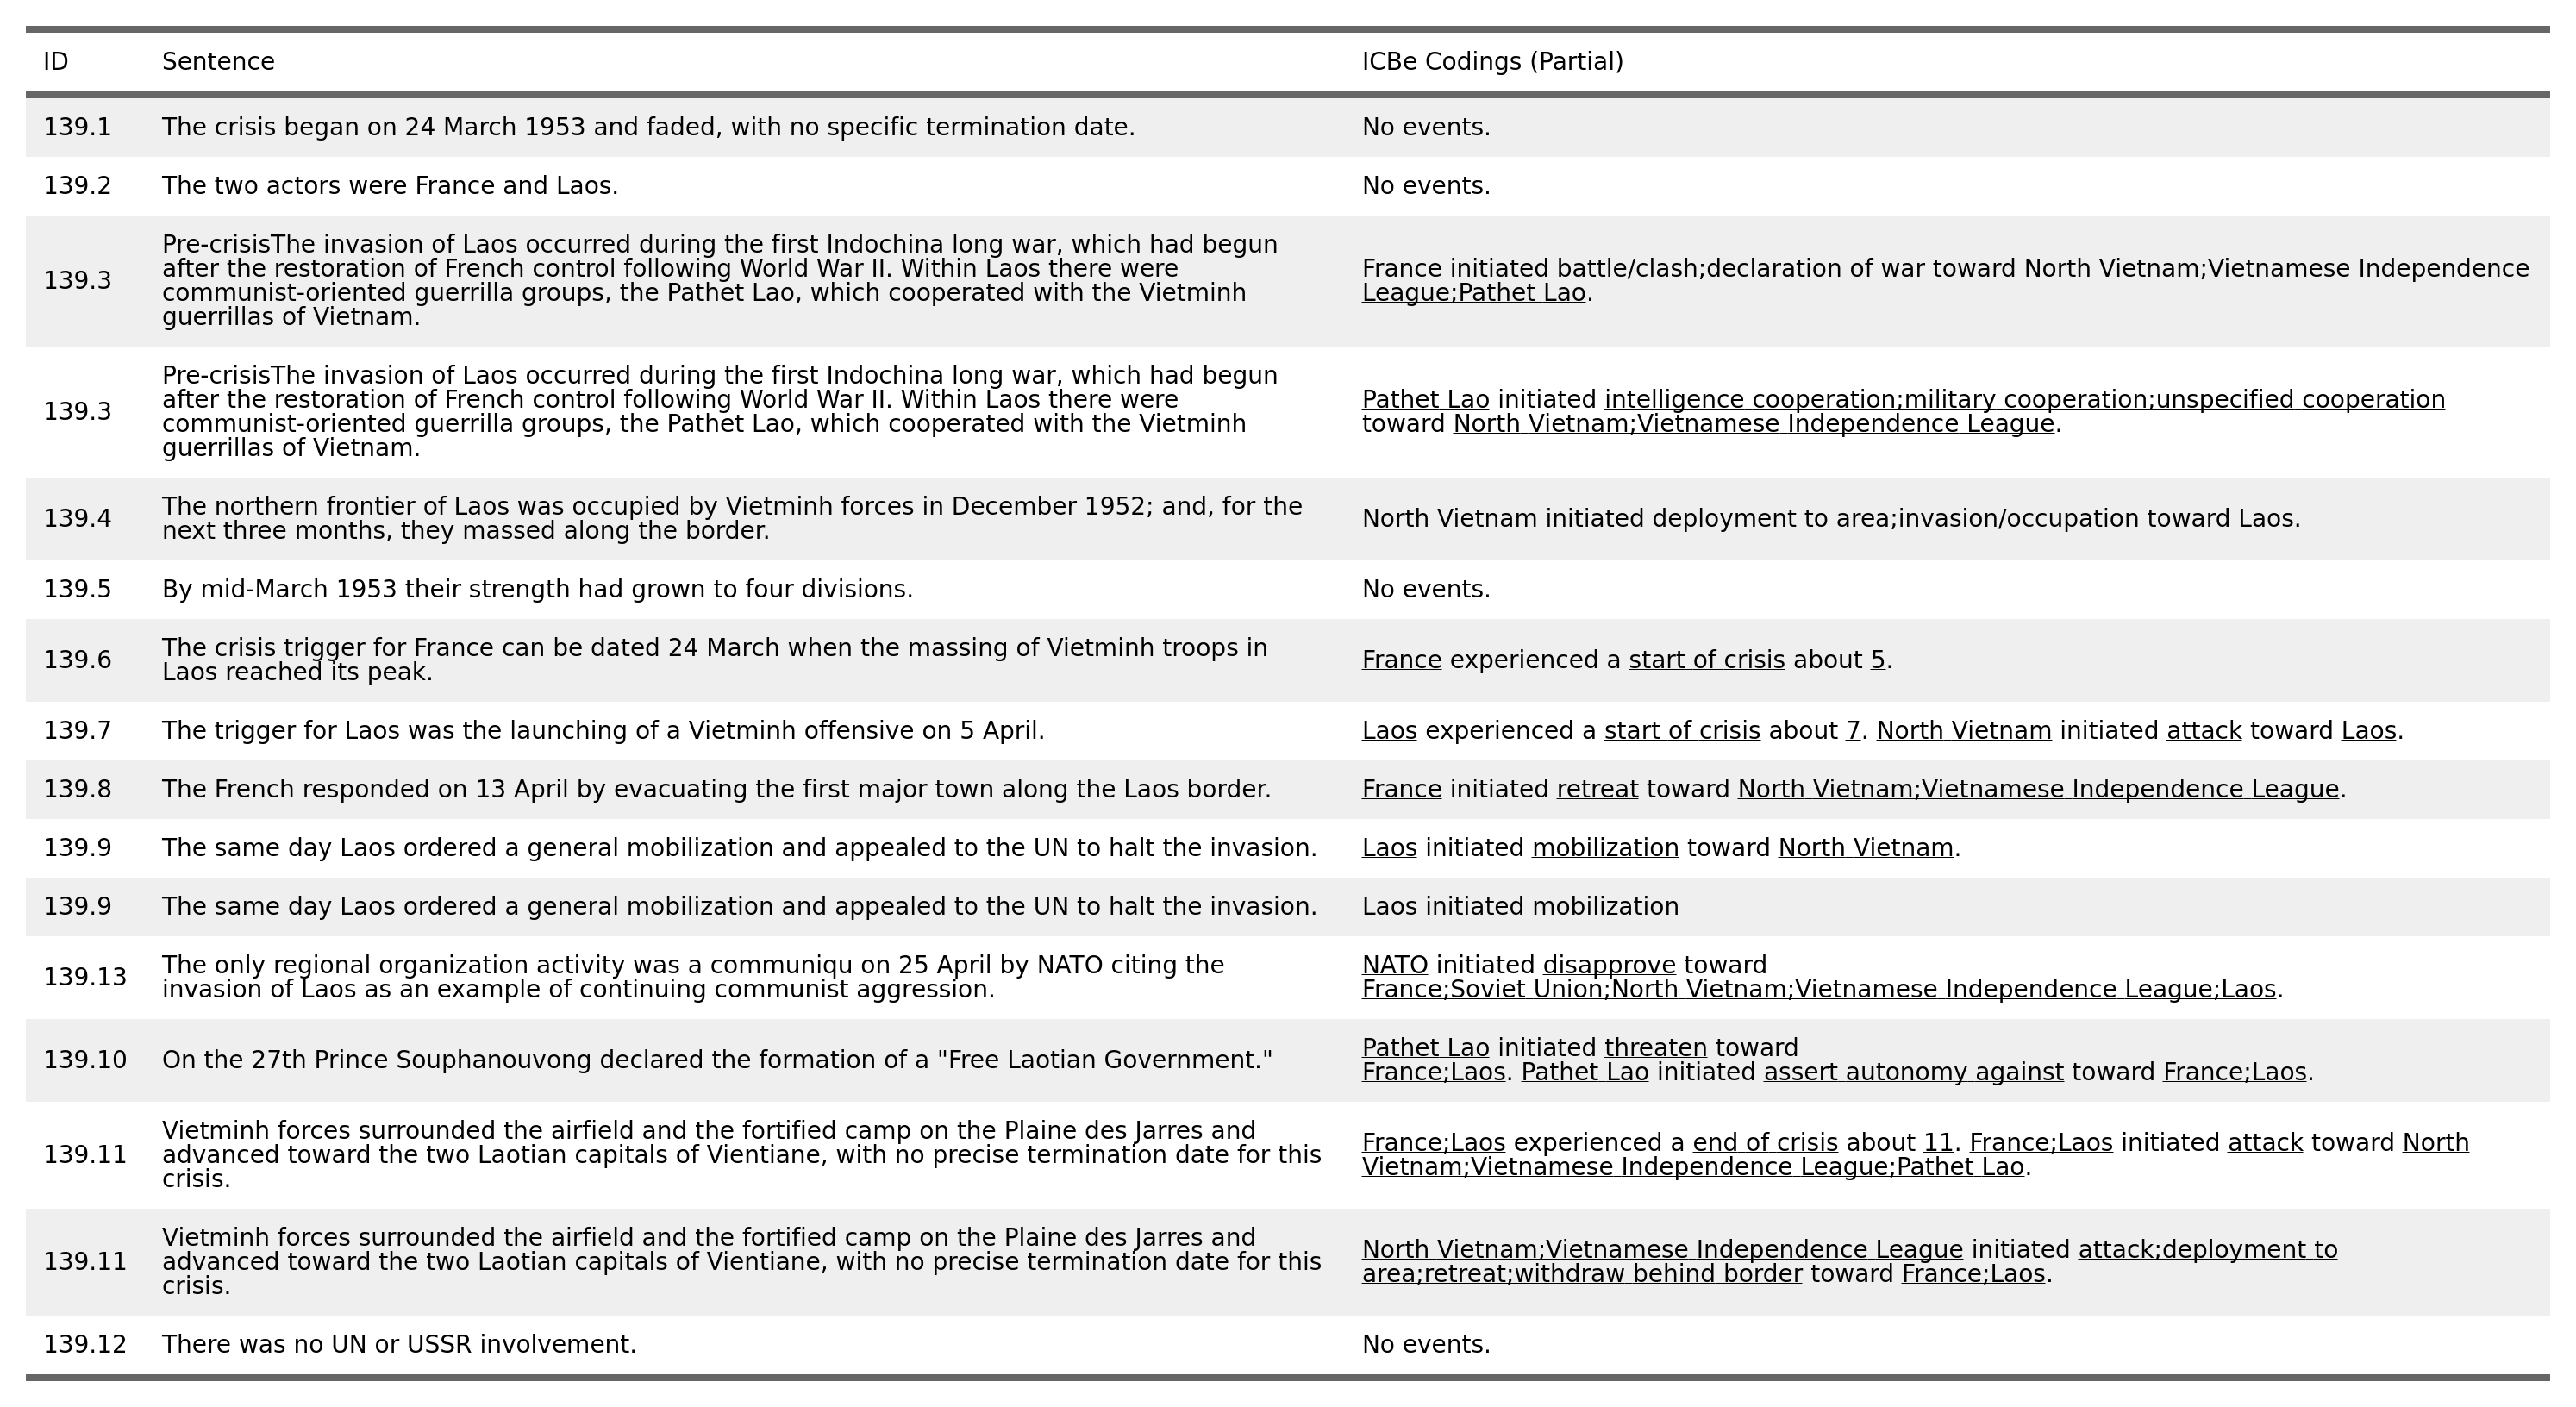 ID Sentence ICBe Codings (Partial)
139.1 The crisis began on 24 March 1953 and faded, with no specific termination date. No events.
139.2 The two actors were France and Laos. No events.
Pre-crisisThe invasion of Laos occurred during the first Indochina long war, which had begun
after the restoration of French control following World War II. Within Laos there were
communist-oriented guerrilla groups, the Pathet Lao, which cooperated with the Vietminh
guerrillas of Vietnam.
139.3
France initiated battle/clash;declaration of war toward North Vietnam;Vietnamese Independence
League;Pathet Lao.
Pre-crisisThe invasion of Laos occurred during the first Indochina long war, which had begun
after the restoration of French control following World War II. Within Laos there were
communist-oriented guerrilla groups, the Pathet Lao, which cooperated with the Vietminh
guerrillas of Vietnam.
139.3
Pathet Lao initiated intelligence cooperation;military cooperation;unspecified cooperation
toward North Vietnam;Vietnamese Independence League.
139.4
The northern frontier of Laos was occupied by Vietminh forces in December 1952; and, for the
next three months, they massed along the border.
North Vietnam initiated deployment to area;invasion/occupation toward Laos.
139.5 By mid-March 1953 their strength had grown to four divisions. No events.
139.6
The crisis trigger for France can be dated 24 March when the massing of Vietminh troops in
Laos reached its peak.
France experienced a start of crisis about 5.
139.7 The trigger for Laos was the launching of a Vietminh offensive on 5 April. Laos experienced a start of crisis about 7. North Vietnam initiated attack toward Laos.
139.8 The French responded on 13 April by evacuating the first major town along the Laos border. France initiated retreat toward North Vietnam;Vietnamese Independence League.
139.9 The same day Laos ordered a general mobilization and appealed to the UN to halt the invasion. Laos initiated mobilization toward North Vietnam.
139.9 The same day Laos ordered a general mobilization and appealed to the UN to halt the invasion. Laos initiated mobilization
139.13
The only regional organization activity was a communiqu on 25 April by NATO citing the
invasion of Laos as an example of continuing communist aggression.
NATO initiated disapprove toward
France;Soviet Union;North Vietnam;Vietnamese Independence League;Laos.
139.10 On the 27th Prince Souphanouvong declared the formation of a "Free Laotian Government."
Pathet Lao initiated threaten toward
France;Laos. Pathet Lao initiated assert autonomy against toward France;Laos.
139.11
Vietminh forces surrounded the airfield and the fortified camp on the Plaine des Jarres and
advanced toward the two Laotian capitals of Vientiane, with no precise termination date for this
crisis.
France;Laos experienced a end of crisis about 11. France;Laos initiated attack toward North
Vietnam;Vietnamese Independence League;Pathet Lao.
139.11
Vietminh forces surrounded the airfield and the fortified camp on the Plaine des Jarres and
advanced toward the two Laotian capitals of Vientiane, with no precise termination date for this
crisis.
North Vietnam;Vietnamese Independence League initiated attack;deployment to
area;retreat;withdraw behind border toward France;Laos.
139.12 There was no UN or USSR involvement. No events.